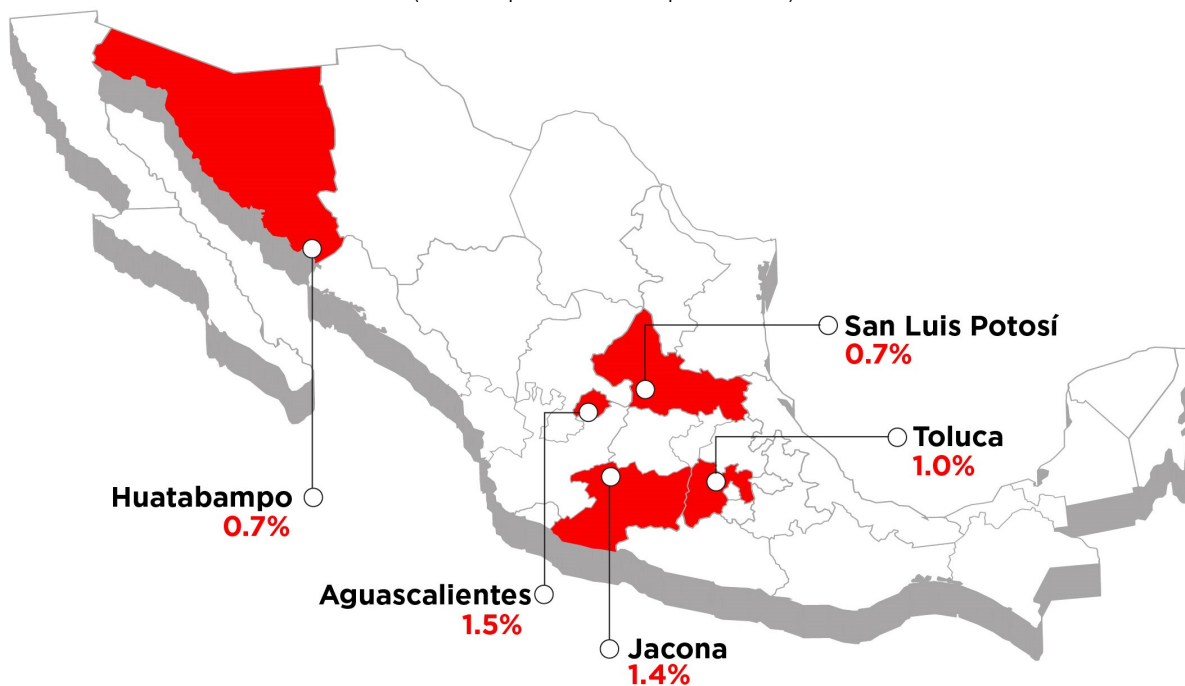 San Luis Potosí
0.7%
Toluca
1.0%
Huatabampo
0.7%
Aguascalientes
1.5%
Jacona
1.4%